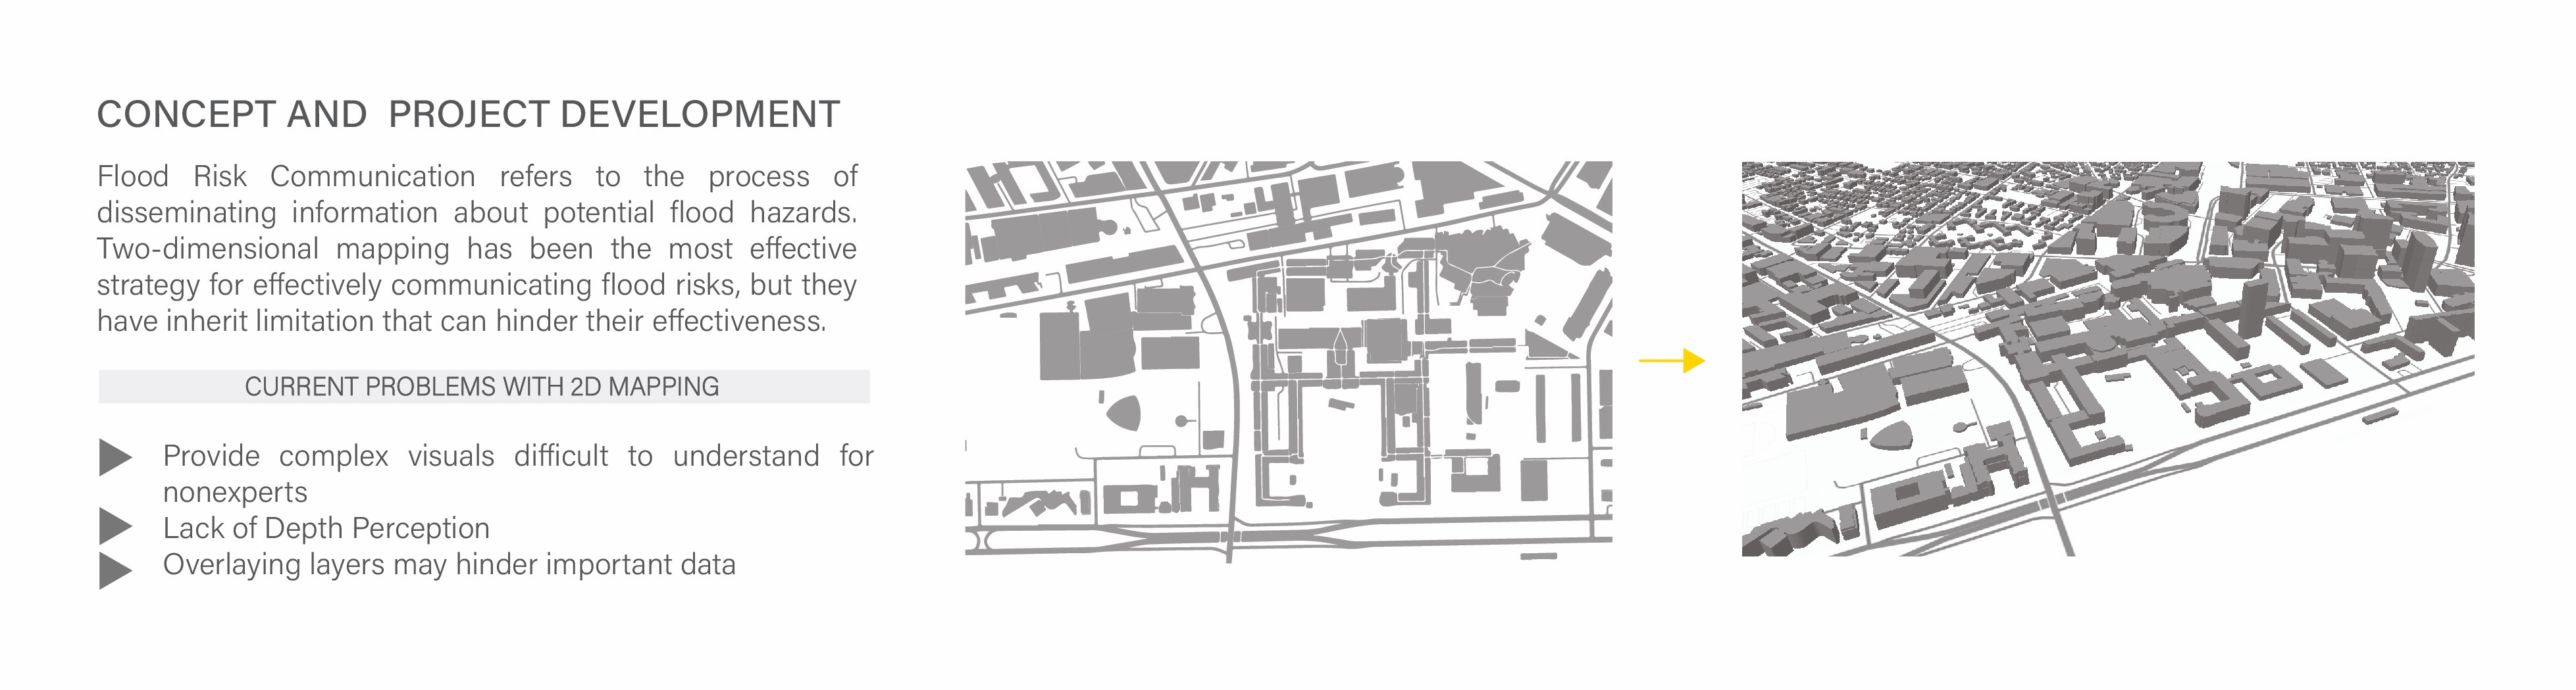 CONCEPT AND PROJECT DEVELOPMENT
Flood Risk Communication refers to the process of
disseminating information about potential flood hazards.
Two-dimensional mapping has been the most effective
strategy for effectively communicating flood risks, but they
have inherit limitation that can hinder their effectiveness.
CURRENT PROBLEMS WITH 2D MAPPING
Provide complex visuals difficult to understand for
nonexperts
Lack of Depth Perception
Overlaying layers may hinder important data